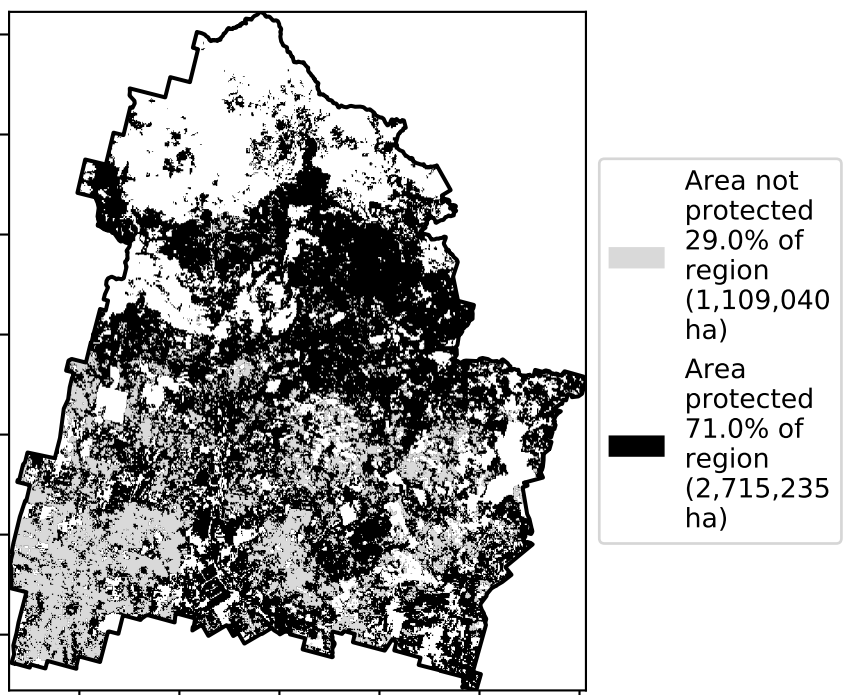 Area not
protected
29.0% of
region
(1,109,040
ha)
Area
protected
71.0% of
region
(2,715,235
ha)